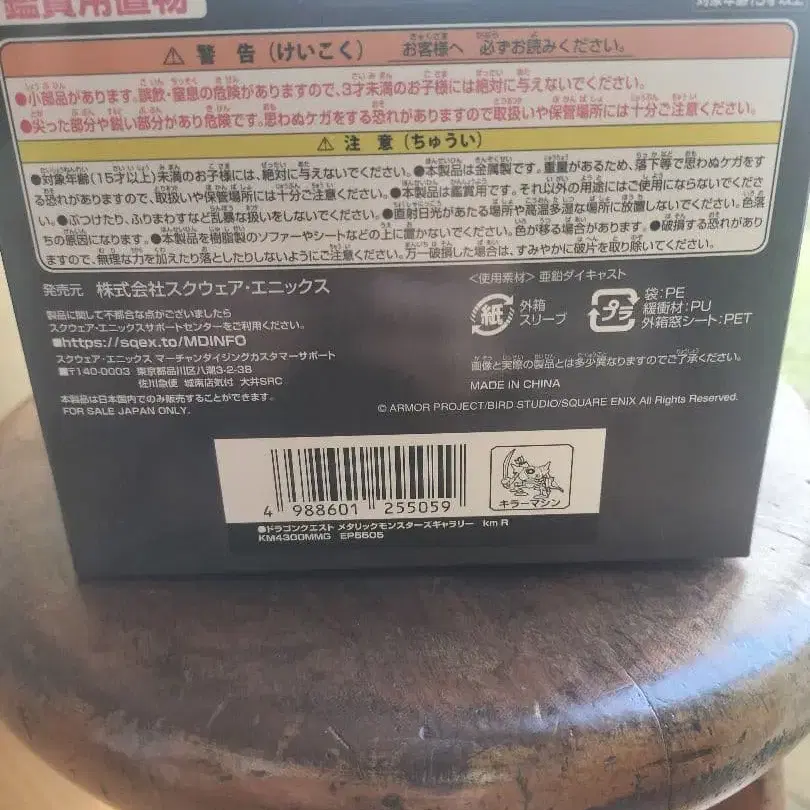 鑑賞用置物
対象年齢15才以上
⚠ 警告(けいこく) お客様へ 必ずお読みください。
●小部品があります。誤飲・窒息の危険がありますので、3才未満のお子様には絶対に与えないでください。
●尖った部分や鋭い部分があり危険です。思わぬケガをする恐れがありますので取扱いや保管場所には十分ご注意ください。
⚠ 注意(ちゅうい)
●対象年齢(15才以上)未満のお子様には、絶対に与えないでください。●本製品は金属製です。重量があるため、落下等で思わぬケガをす
る恐れがありますので、取扱いや保管場所には十分ご注意ください。●本製品は鑑賞用です。それ以外の用途にはご使用にならないでくださ
い。●ぶつけたり、ふりまわすなど乱暴な扱いをしないでください。●直射日光があたる場所や高温多湿な場所に放置しないでください。色落
ちの原因になります。●本製品を樹脂製のソファーやシートなどの上に置かないでください。色が移る場合があります。●破損する恐れがあり
ますので、無理な力を加えたり落としたりしないようにご注意ください。万一破損した場合は、すみやかに破片を取り除いてください。
発売元 株式会社スクウェア・エニックス
製品に関して不都合な点がございましたら
スクウェア・エニックスサポートセンターをご利用ください。
■https://sqex.to/MDINFO
スクウェア・エニックス マーチャンダイジングカスタマーサポート
■〒140-0003 東京都品川区八潮3-2-38
佐川急便 城南店気付 大井SRC
本製品は日本国内でのみ販売することができます。
FOR SALE JAPAN ONLY.
<使用素材> 亜鉛ダイキャスト
紙 外箱
スリーブ
プラ 袋:PE
緩衝材:PU
外箱窓シート:PET
画像と実際の製品とは多少異なりますのでご了承ください。
MADE IN CHINA
© ARMOR PROJECT/BIRD STUDIO/SQUARE ENIX All Rights Reserved.
4 988601 255059
キラーマシン
●ドラゴンクエスト メタリックモンスターズギャラリー km R
KM4300MMG EP5505